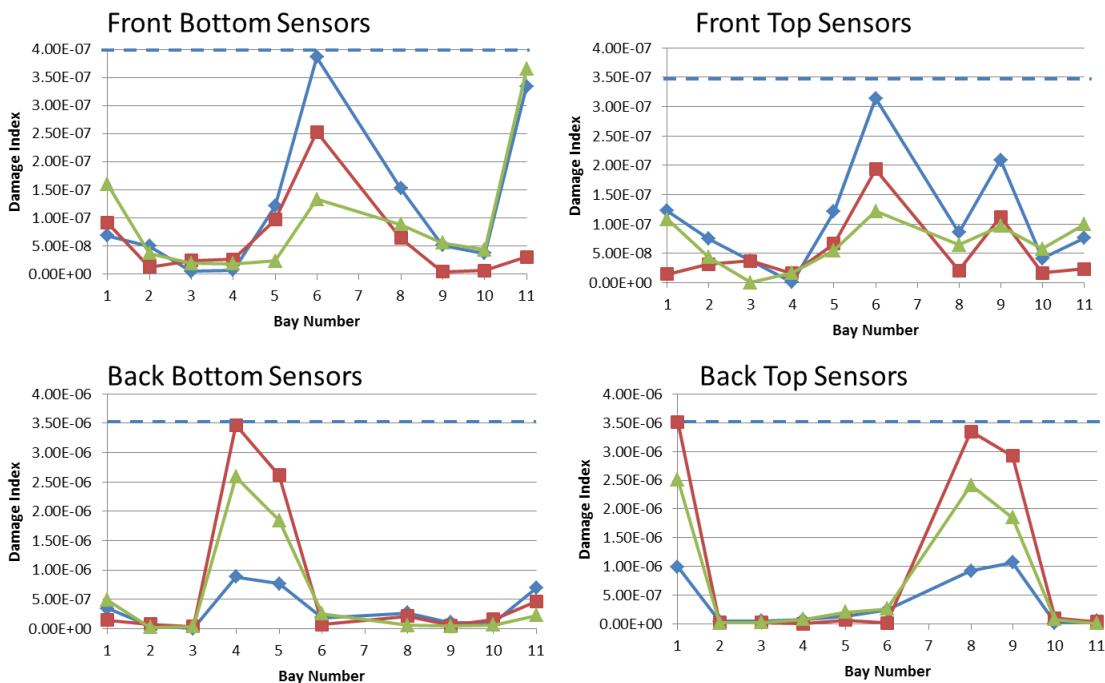 Front Bottom Sensors
4.00E-07
3.50E-07
3.00E-07
2.50E-07
2.00E-07
1.50E-07
1.00E-07
5.00E-08
0.00E+00
Damage Index
1 2 3 4 5 6 7 8 9 10 11
Bay Number
Front Top Sensors
4.00E-07
3.50E-07
3.00E-07
2.50E-07
2.00E-07
1.50E-07
1.00E-07
5.00E-08
0.00E+00
Damage Index
1 2 3 4 5 6 7 8 9 10 11
Bay Number
Back Bottom Sensors
4.00E-06
3.50E-06
3.00E-06
2.50E-06
2.00E-06
1.50E-06
1.00E-06
5.00E-07
0.00E+00
Damage Index
1 2 3 4 5 6 7 8 9 10 11
Bay Number
Back Top Sensors
4.00E-06
3.50E-06
3.00E-06
2.50E-06
2.00E-06
1.50E-06
1.00E-06
5.00E-07
0.00E+00
Damage Index
1 2 3 4 5 6 7 8 9 10 11
Bay Number